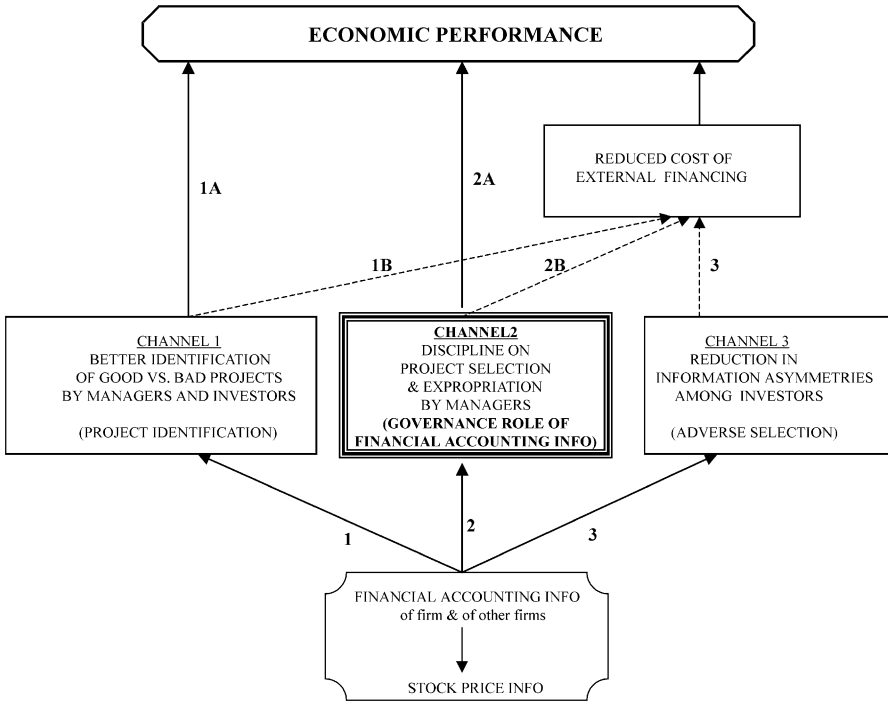 ECONOMIC PERFORMANCE
REDUCED COST OF
EXTERNAL FINANCING
1A
2A
1B
2B
3
CHANNEL 1
BETTER IDENTIFICATION
OF GOOD VS. BAD PROJECTS
BY MANAGERS AND INVESTORS
(PROJECT IDENTIFICATION)
CHANNEL2
DISCIPLINE ON
PROJECT SELECTION
& EXPROPRIATION
BY MANAGERS
(GOVERNANCE ROLE OF
FINANCIAL ACCOUNTING INFO)
CHANNEL 3
REDUCTION IN
INFORMATION ASYMMETRIES
AMONG INVESTORS
(ADVERSE SELECTION)
1
2
3
FINANCIAL ACCOUNTING INFO
of firm & of other firms
STOCK PRICE INFO